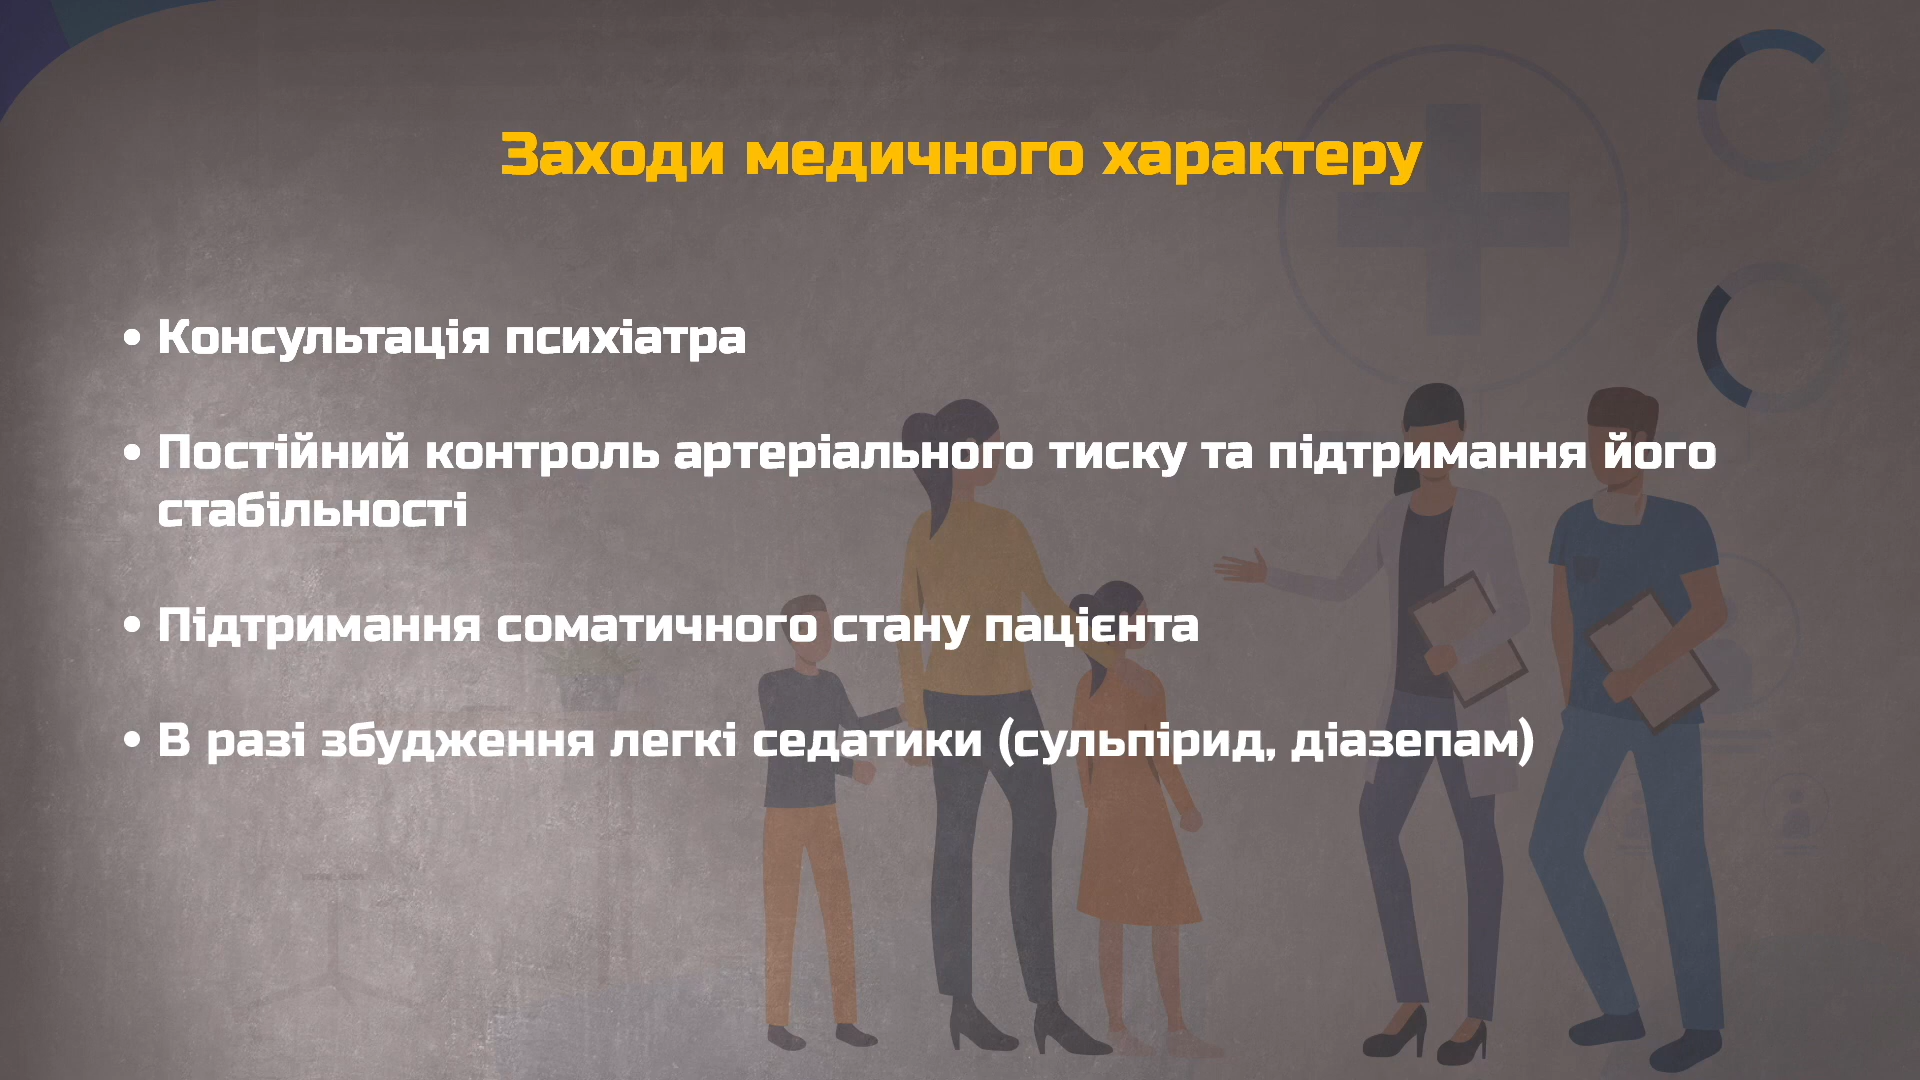 Заходи медичного характеру
• Консультація психіатра
• Постійний контроль артеріального тиску та підтримання його
стабільності
• Підтримання соматичного стану пацієнта
• В разі збудження легкі седатики (сульпірид, діазепам)